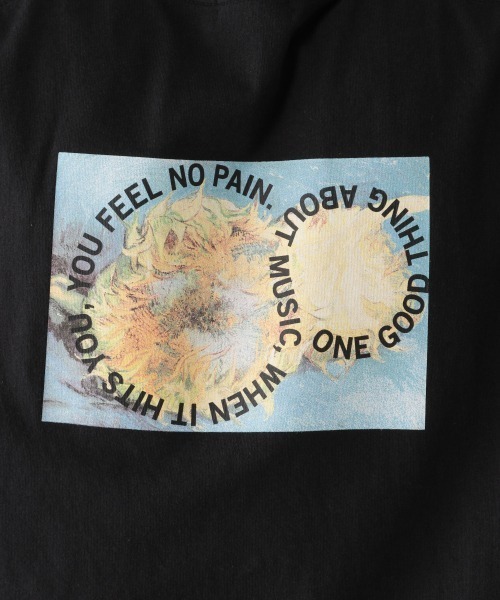 ONE GOOD THING ABOUT MUSIC, WHEN IT HITS YOU, YOU FEEL NO PAIN.